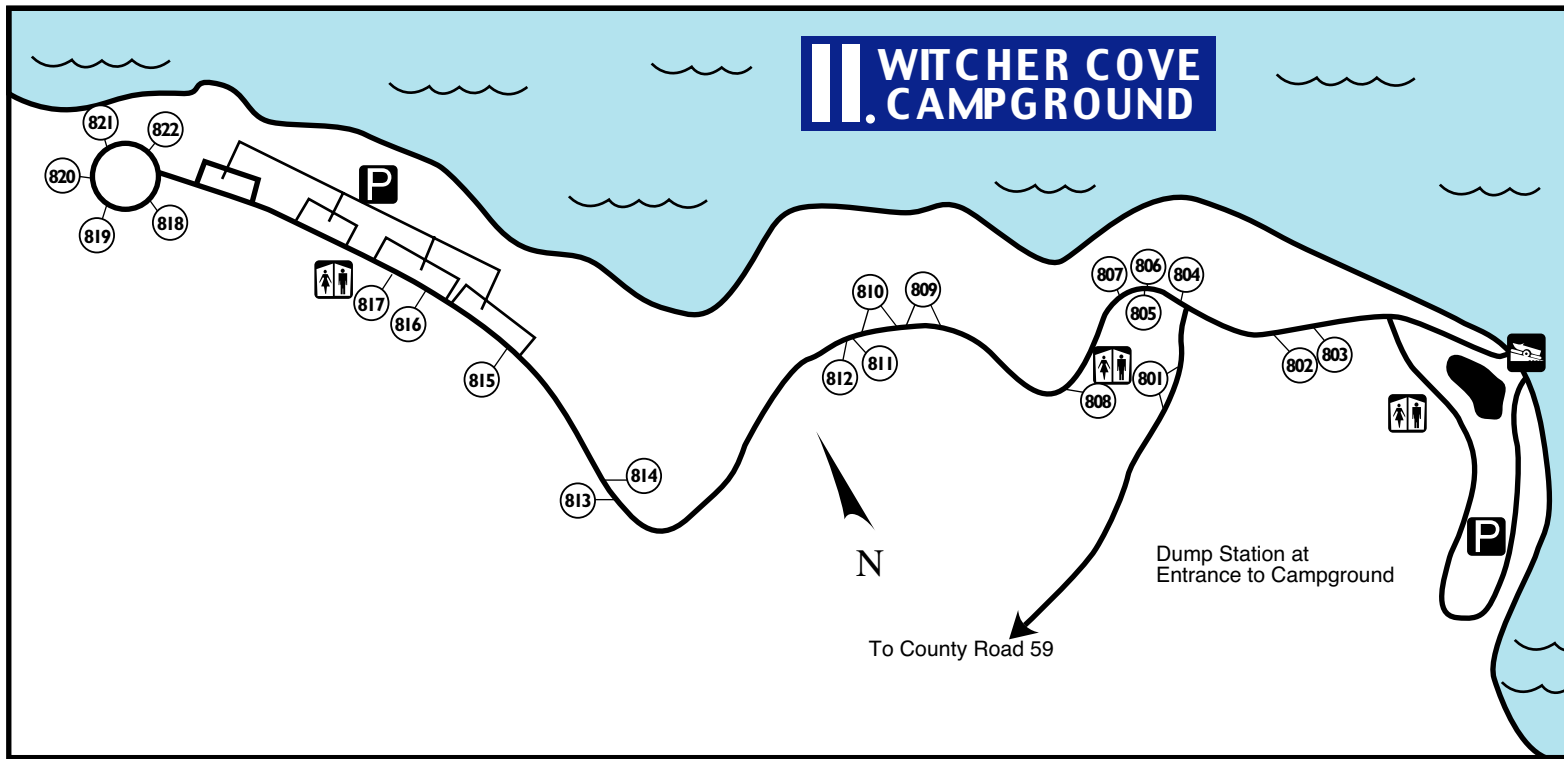 II. WITCHER COVE
CAMPGROUND
821
822
820
819
818
P
817
816
815
814
813
812
811
810
809
808
807
806
805
804
801
802
803
P
N
Dump Station at
Entrance to Campground
To County Road 59